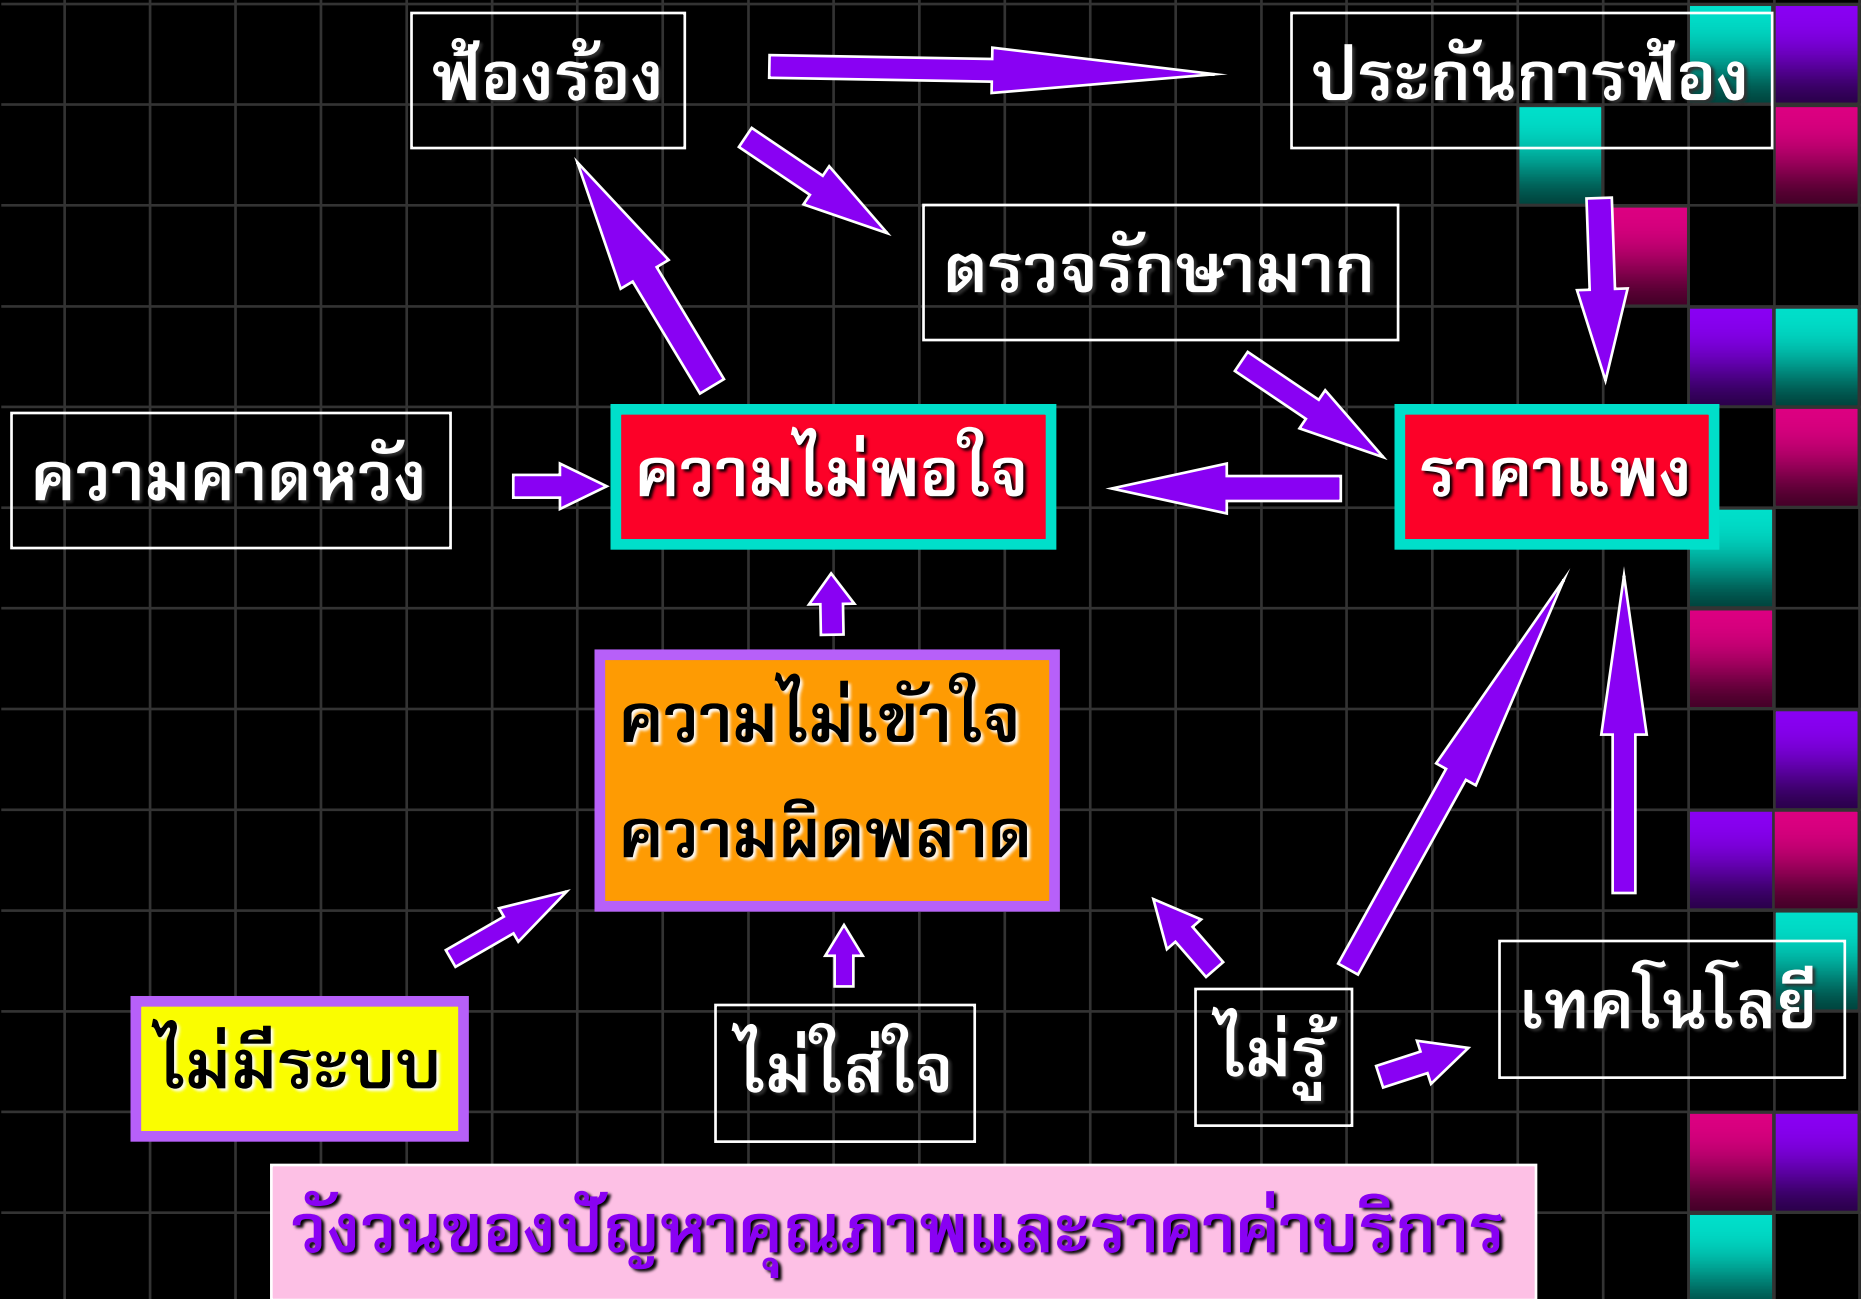 ฟ้องร้อง
ประกันการฟ้อง
ตรวจรักษามาก
ความคาดหวัง
ความไม่พอใจ
ราคาแพง
ความไม่เข้าใจ
ความผิดพลาด
ไม่มีระบบ
ไม่ใส่ใจ
ไม่รู้
เทคโนโลยี
วังวนของปัญหาคุณภาพและราคาค่าบริการ